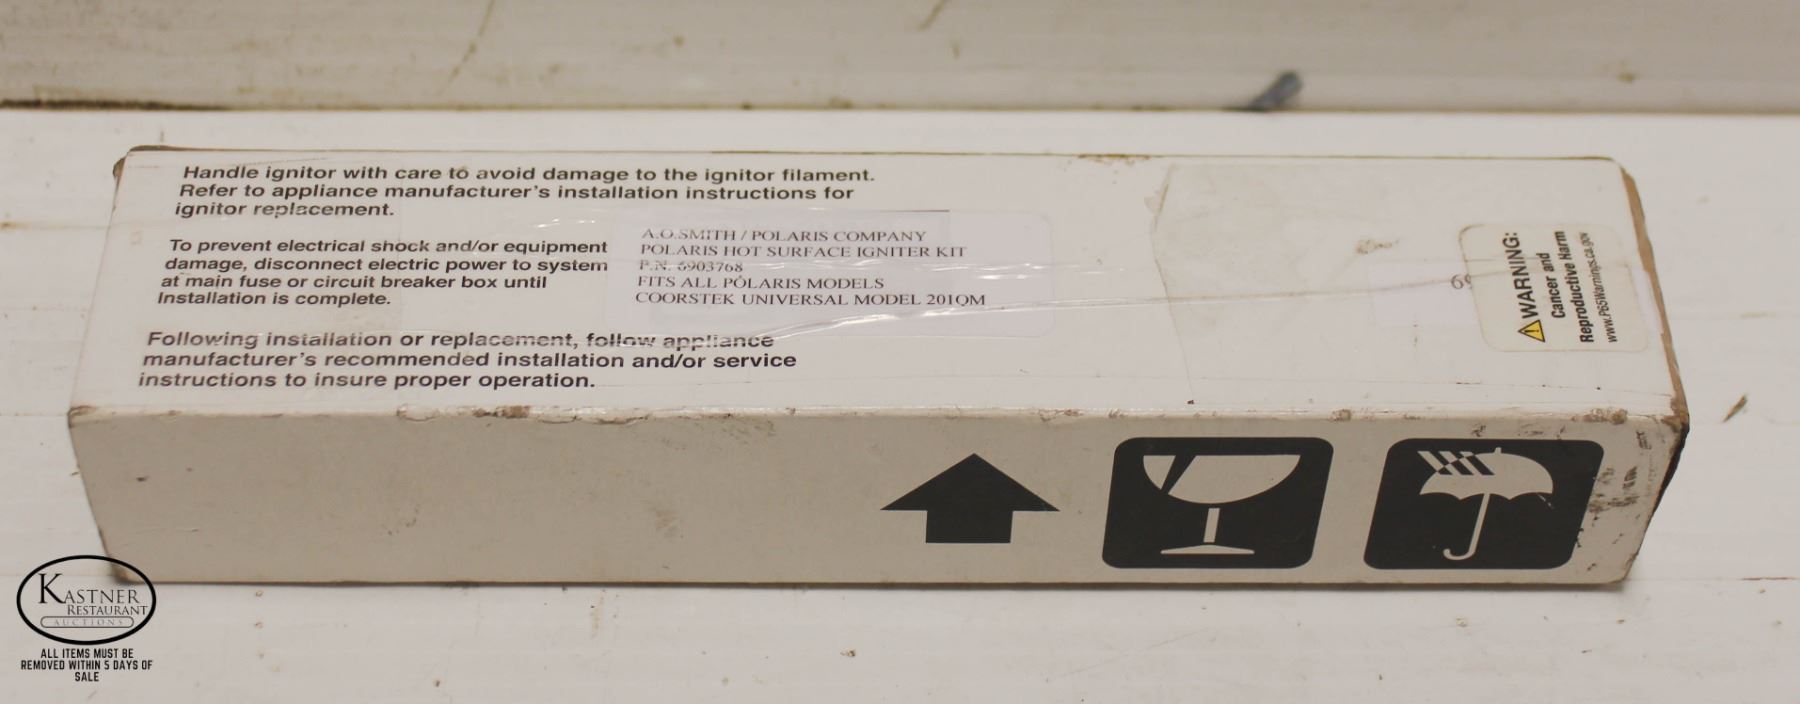 Handle ignitor with care to avoid damage to the ignitor filament.
Refer to appliance manufacturer's installation instructions for
ignitor replacement.
To prevent electrical shock and/or equipment
damage, disconnect electric power to system
at main fuse or circuit breaker box until
Installation is complete.
A.O.SMITH / POLARIS COMPANY
POLARIS HOT SURFACE IGNITER KIT
P.N. 6903768
FITS ALL POLARIS MODELS
COORSTEK UNIVERSAL MODEL 201QM
Following installation or replacement, follow appliance
manufacturer's recommended installation and/or service
instructions to insure proper operation.
69
⚠WARNING:
Cancer and
Reproductive Harm
www.P65Warnings.ca.gov
KASTNER
RESTAURANT
AUCTIONS
ALL ITEMS MUST BE
REMOVED WITHIN 5 DAYS OF
SALE